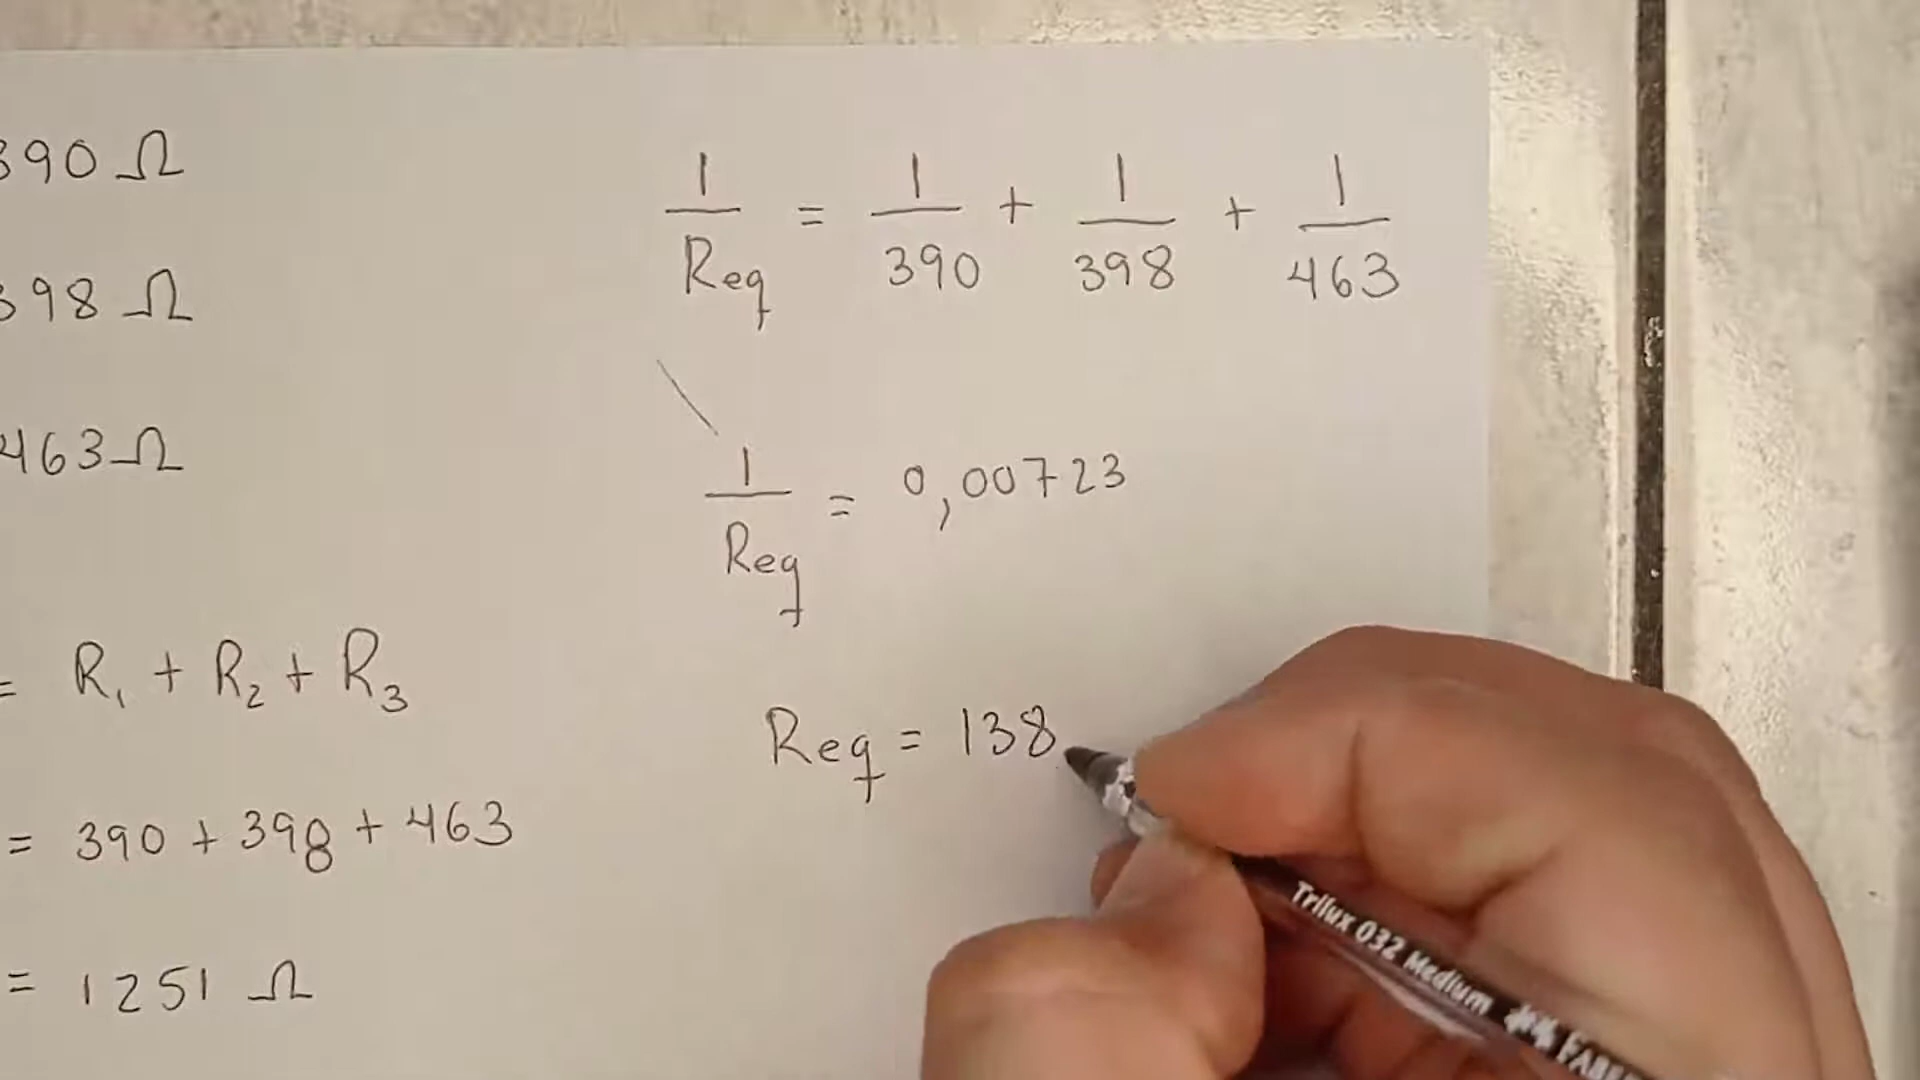 390 Ω
398 Ω
463 Ω
= R₁ + R₂ + R₃
= 390 + 398 + 463
= 1251 Ω
1/Req = 1/390 + 1/398 + 1/463
1/Req = 0,00723
Req = 138
Trilux 032 Medium